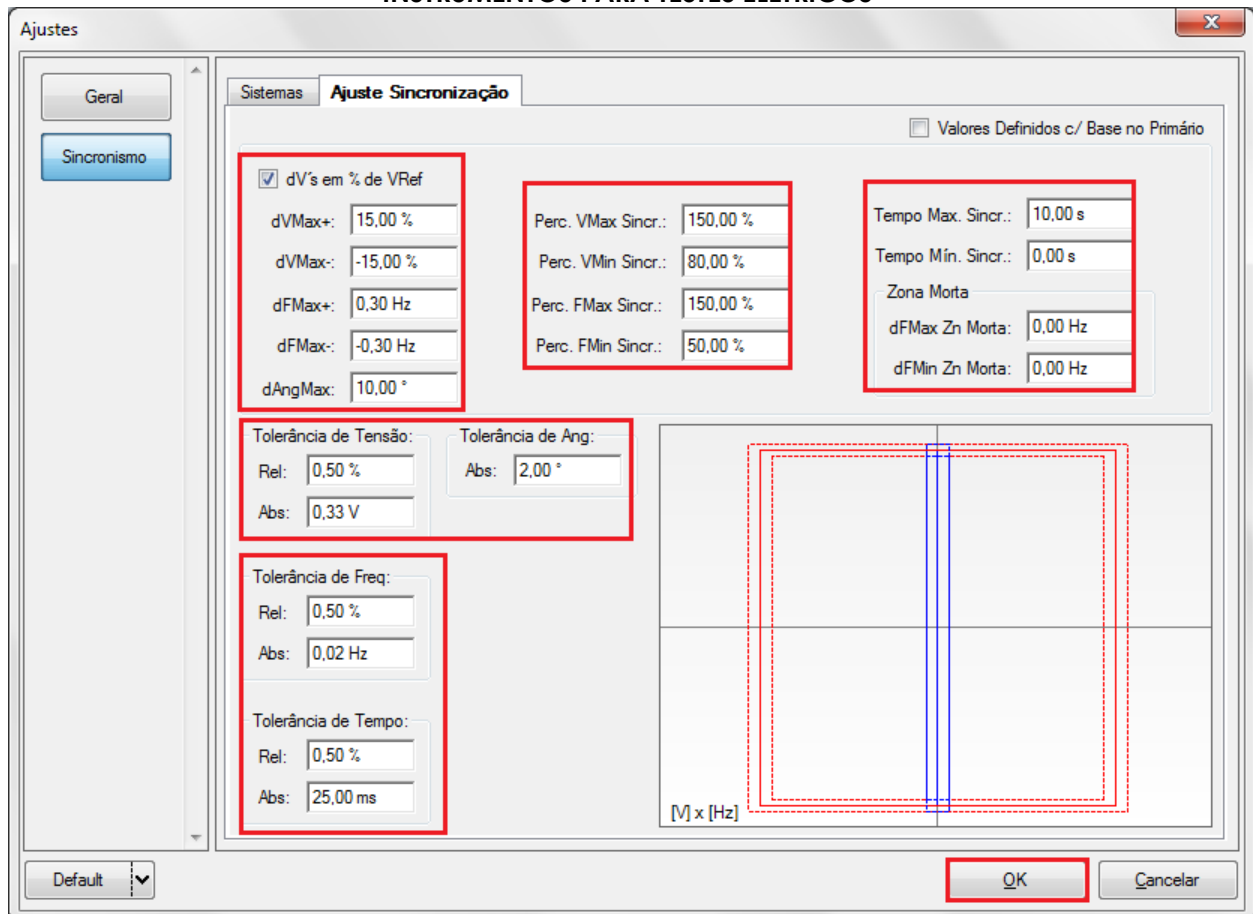 INSTRUMENTOS PARA TESTES ELÉTRICOS
Ajustes
Geral
Sincronismo
Sistemas
Ajuste Sincronização
Valores Definidos c/ Base no Primário
dV´s em % de VRef
dVMax+: 15,00 %
dVMax-: -15,00 %
dFMax+: 0,30 Hz
dFMax-: -0,30 Hz
dAngMax: 10,00 °
Perc. VMax Sincr.: 150,00 %
Perc. VMin Sincr.: 80,00 %
Perc. FMax Sincr.: 150,00 %
Perc. FMin Sincr.: 50,00 %
Tempo Max. Sincr.: 10,00 s
Tempo Mín. Sincr.: 0,00 s
Zona Morta
dFMax Zn Morta: 0,00 Hz
dFMin Zn Morta: 0,00 Hz
Tolerância de Tensão:
Rel: 0,50 %
Abs: 0,33 V
Tolerância de Ang:
Abs: 2,00 °
Tolerância de Freq:
Rel: 0,50 %
Abs: 0,02 Hz
Tolerância de Tempo:
Rel: 0,50 %
Abs: 25,00 ms
[V] x [Hz]
Default
OK
Cancelar